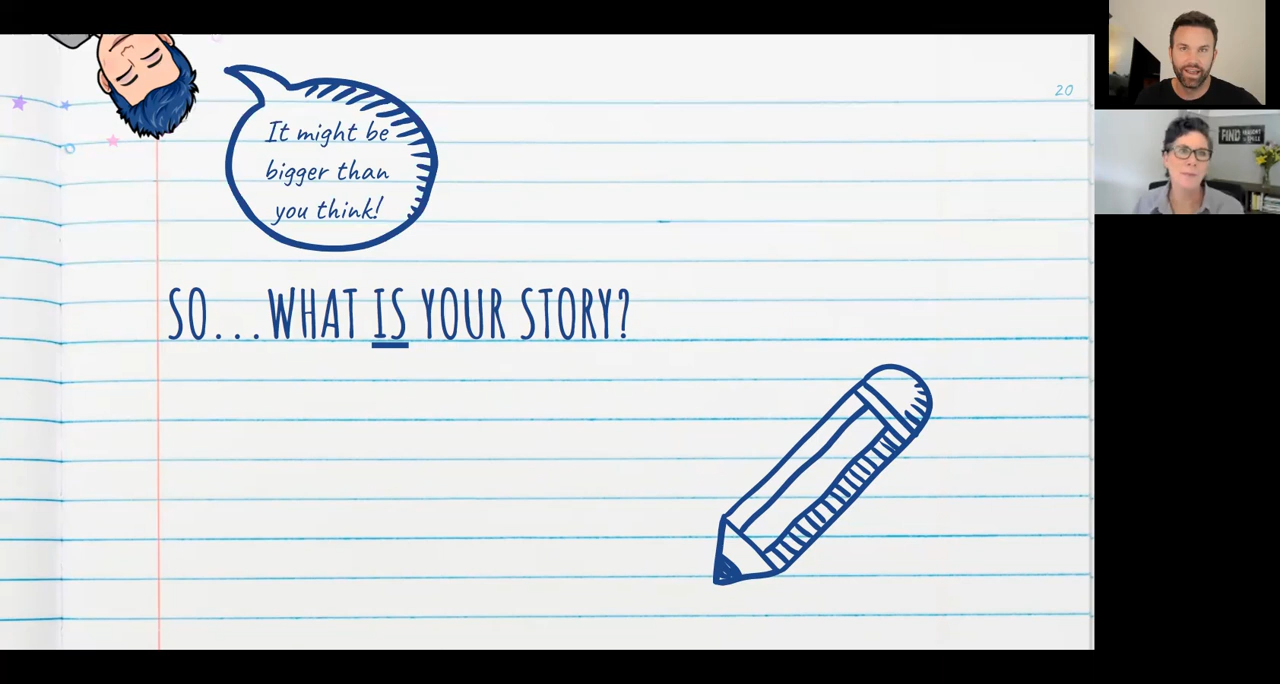 20
It might be
bigger than
you think!
SO...WHAT IS YOUR STORY?
FIND